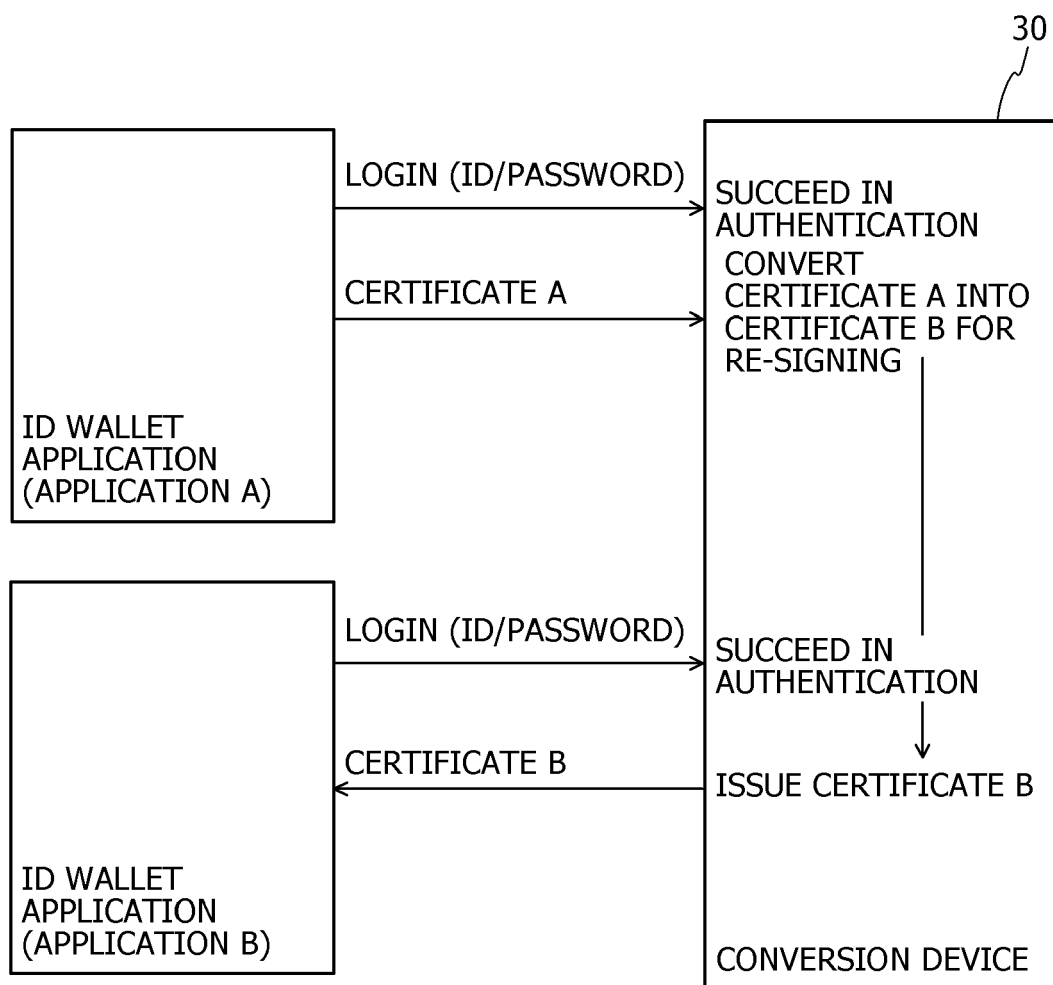 30
LOGIN (ID/PASSWORD)
SUCCEED IN
AUTHENTICATION
CERTIFICATE A
CONVERT
CERTIFICATE A INTO
CERTIFICATE B FOR
RE-SIGNING
ID WALLET
APPLICATION
(APPLICATION A)
LOGIN (ID/PASSWORD)
SUCCEED IN
AUTHENTICATION
CERTIFICATE B
ISSUE CERTIFICATE B
ID WALLET
APPLICATION
(APPLICATION B)
CONVERSION DEVICE